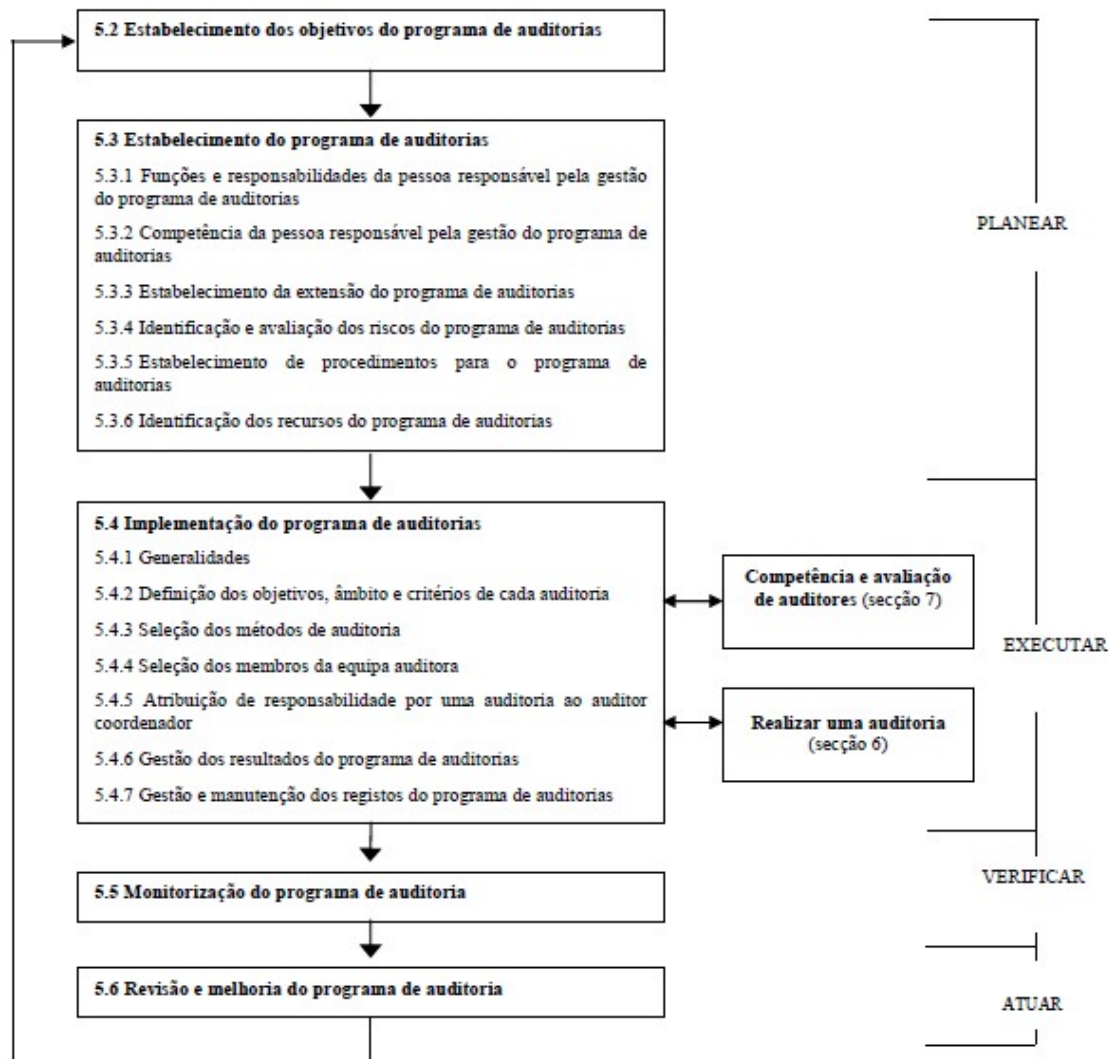 5.2 Estabelecimento dos objetivos do programa de auditorias
5.3 Estabelecimento do programa de auditorias
5.3.1 Funções e responsabilidades da pessoa responsável pela gestão
do programa de auditorias
5.3.2 Competência da pessoa responsável pela gestão do programa de
auditorias
5.3.3 Estabelecimento da extensão do programa de auditorias
5.3.4 Identificação e avaliação dos riscos do programa de auditorias
5.3.5 Estabelecimento de procedimentos para o programa de
auditorias
5.3.6 Identificação dos recursos do programa de auditorias
PLANEAR
5.4 Implementação do programa de auditorias
5.4.1 Generalidades
5.4.2 Definição dos objetivos, âmbito e critérios de cada auditoria
5.4.3 Seleção dos métodos de auditoria
5.4.4 Seleção dos membros da equipa auditora
5.4.5 Atribuição de responsabilidade por uma auditoria ao auditor
coordenador
5.4.6 Gestão dos resultados do programa de auditorias
5.4.7 Gestão e manutenção dos registos do programa de auditorias
Competência e avaliação
de auditores (secção 7)
Realizar uma auditoria
(secção 6)
EXECUTAR
5.5 Monitorização do programa de auditoria
VERIFICAR
5.6 Revisão e melhoria do programa de auditoria
ATUAR